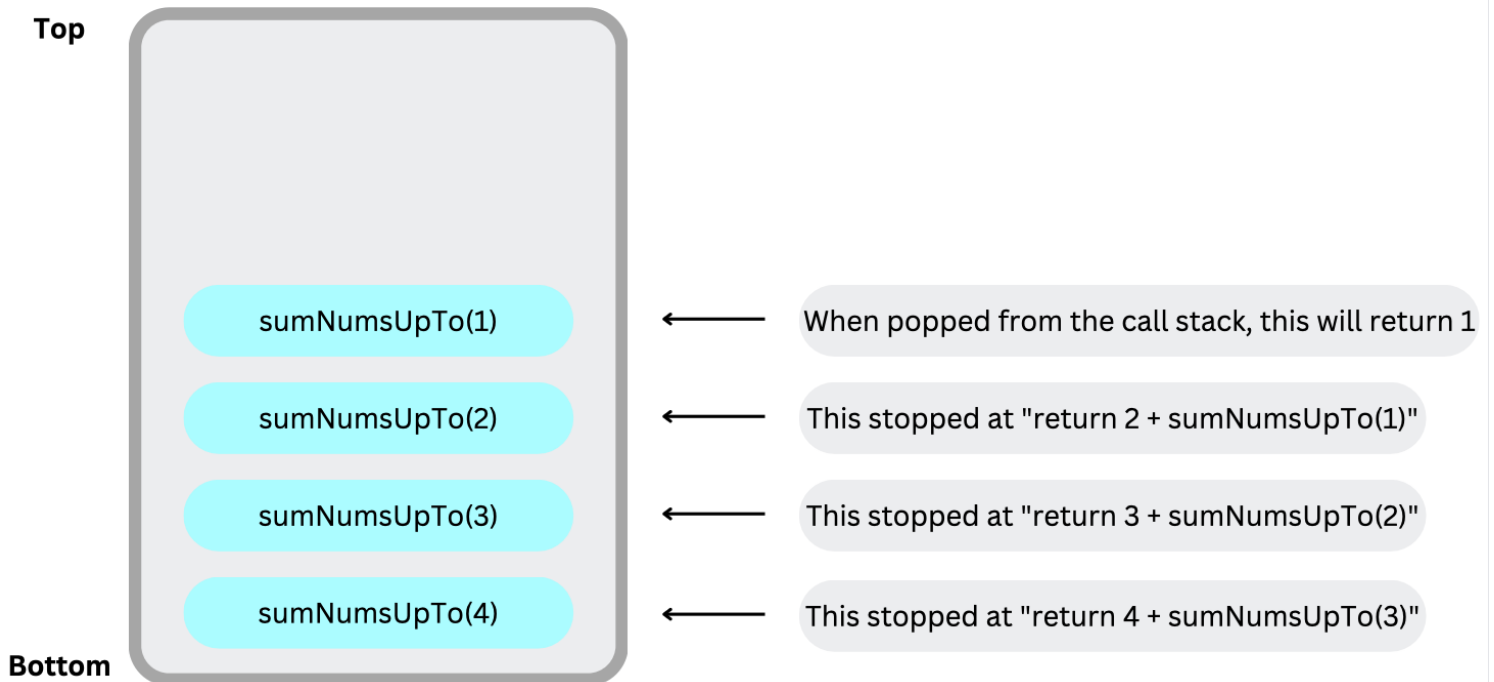 Top
sumNumsUpTo(1)
When popped from the call stack, this will return 1
sumNumsUpTo(2)
This stopped at "return 2 + sumNumsUpTo(1)"
sumNumsUpTo(3)
This stopped at "return 3 + sumNumsUpTo(2)"
sumNumsUpTo(4)
This stopped at "return 4 + sumNumsUpTo(3)"
Bottom